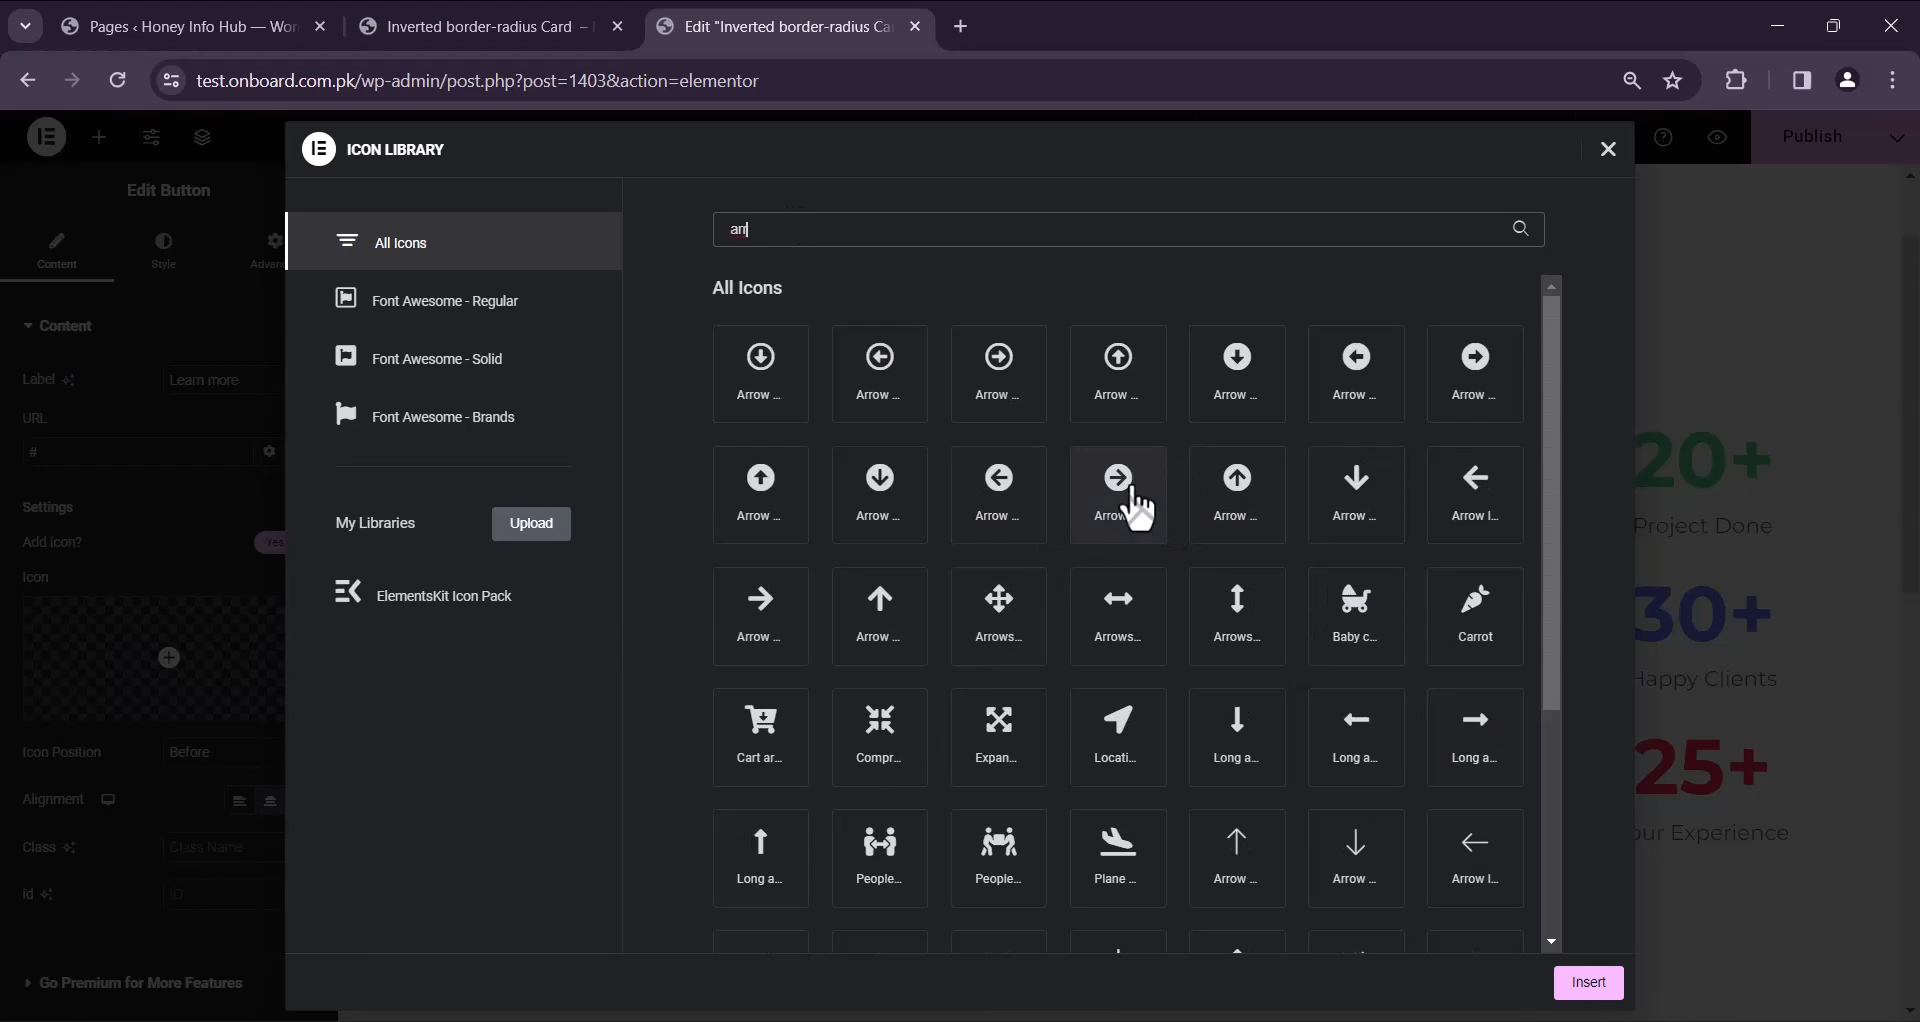 Pages ‹ Honey Info Hub — Wor
Inverted border-radius Card –
Edit "Inverted border-radius Ca
test.onboard.com.pk/wp-admin/post.php?post=1403&action=elementor
Publish
ICON LIBRARY
Edit Button
Content
Style
Advan
All Icons
Font Awesome - Regular
Font Awesome - Solid
Font Awesome - Brands
My Libraries
Upload
ElementsKit Icon Pack
Content
Label
Learn more
URL
#
Settings
Add icon?
Yes
Icon
Icon Position
Before
Alignment
Class
Class Name
id
ID
Go Premium for More Features
arr
All Icons
Arrow ...
Arrow ...
Arrow ...
Arrow ...
Arrow ...
Arrow ...
Arrow ...
Arrow ...
Arrow ...
Arrow ...
Arrow
Arrow ...
Arrow ...
Arrow l...
Arrow ...
Arrow ...
Arrows...
Arrows...
Arrows...
Baby c...
Carrot
Cart ar...
Compr...
Expan...
Locati...
Long a...
Long a...
Long a...
Long a...
People...
People...
Plane ...
Arrow ...
Arrow ...
Arrow l...
Insert
20+
Project Done
30+
Happy Clients
25+
our Experience